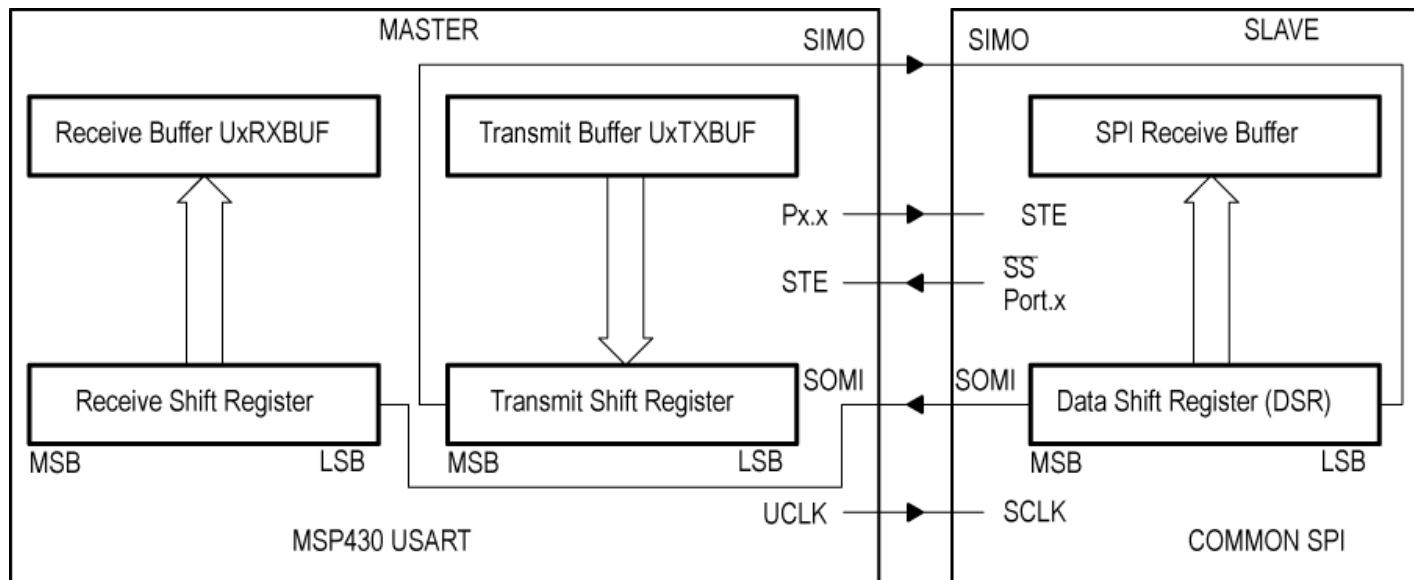 MASTER
SIMO
SIMO
SLAVE
Receive Buffer UxRXBUF
Transmit Buffer UxTXBUF
SPI Receive Buffer
Px.x
STE
STE
SS
Port.x
Receive Shift Register
Transmit Shift Register
SOMI
SOMI
Data Shift Register (DSR)
MSB
LSB
MSB
LSB
MSB
LSB
UCLK
SCLK
MSP430 USART
COMMON SPI